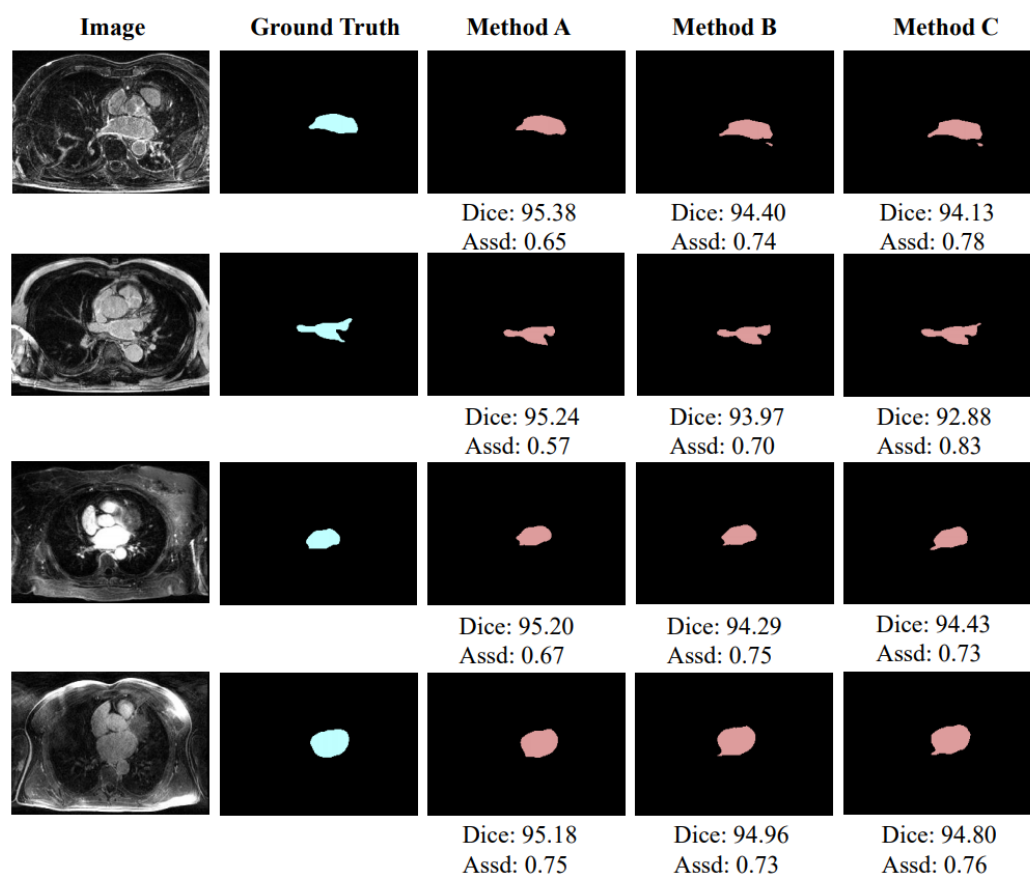 Image Ground Truth Method A Method B Method C
Dice: 95.38 Dice: 94.40 Dice: 94.13
Assd: 0.65 Assd: 0.74 Assd: 0.78
Dice: 95.24 Dice: 93.97 Dice: 92.88
Assd: 0.57 Assd: 0.70 Assd: 0.83
Dice: 95.20 Dice: 94.29 Dice: 94.43
Assd: 0.67 Assd: 0.75 Assd: 0.73
Dice: 95.18 Dice: 94.96 Dice: 94.80
Assd: 0.75 Assd: 0.73 Assd: 0.76